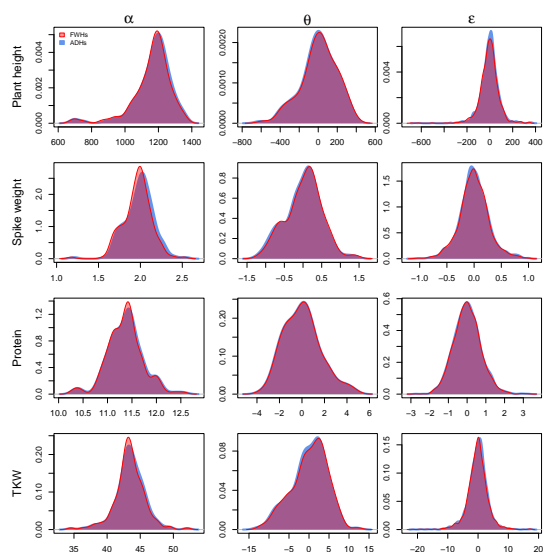 α θ ε
FWHs
ADHs
Plant height
0.000 0.002 0.004
600 800 1000 1200 1400
0.0000 0.0010 0.0020
−800 −400 0 200 600
0.000 0.004
−600 −200 0 200 400
Spike weight
0.0 1.0 2.0
1.0 1.5 2.0 2.5
0.0 0.4 0.8
−1.5 −0.5 0.5 1.5
0.0 0.5 1.0 1.5
−1.0 −0.5 0.0 0.5 1.0
Protein
0.0 0.4 0.8 1.2
10.0 10.5 11.0 11.5 12.0 12.5
0.00 0.10 0.20
−4 −2 0 2 4 6
0.0 0.2 0.4 0.6
−3 −2 −1 0 1 2 3
TKW
0.00 0.10 0.20
35 40 45 50
0.00 0.04 0.08
−15 −5 0 5 10 15
0.00 0.05 0.10 0.15
−20 −10 0 10 20